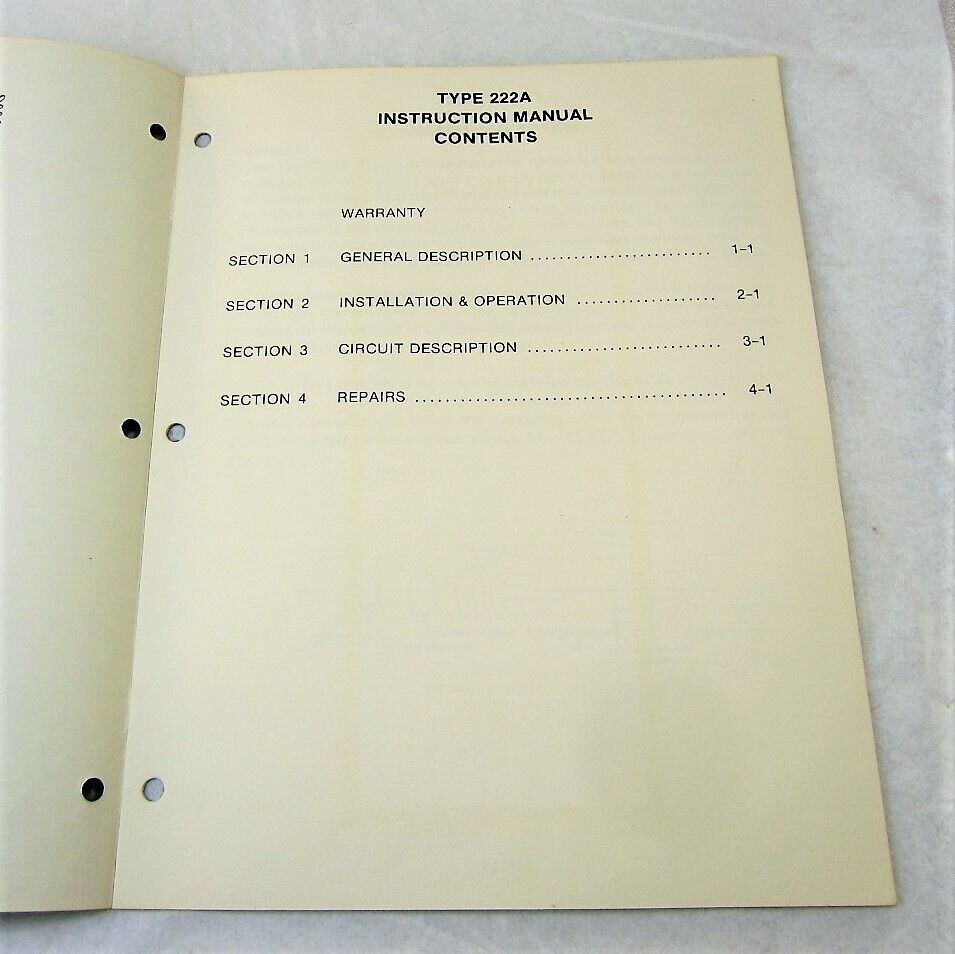 TYPE 222A
INSTRUCTION MANUAL
CONTENTS
WARRANTY
SECTION 1 GENERAL DESCRIPTION ......................... 1-1
SECTION 2 INSTALLATION & OPERATION ................... 2-1
SECTION 3 CIRCUIT DESCRIPTION .......................... 3-1
SECTION 4 REPAIRS .......................................... 4-1